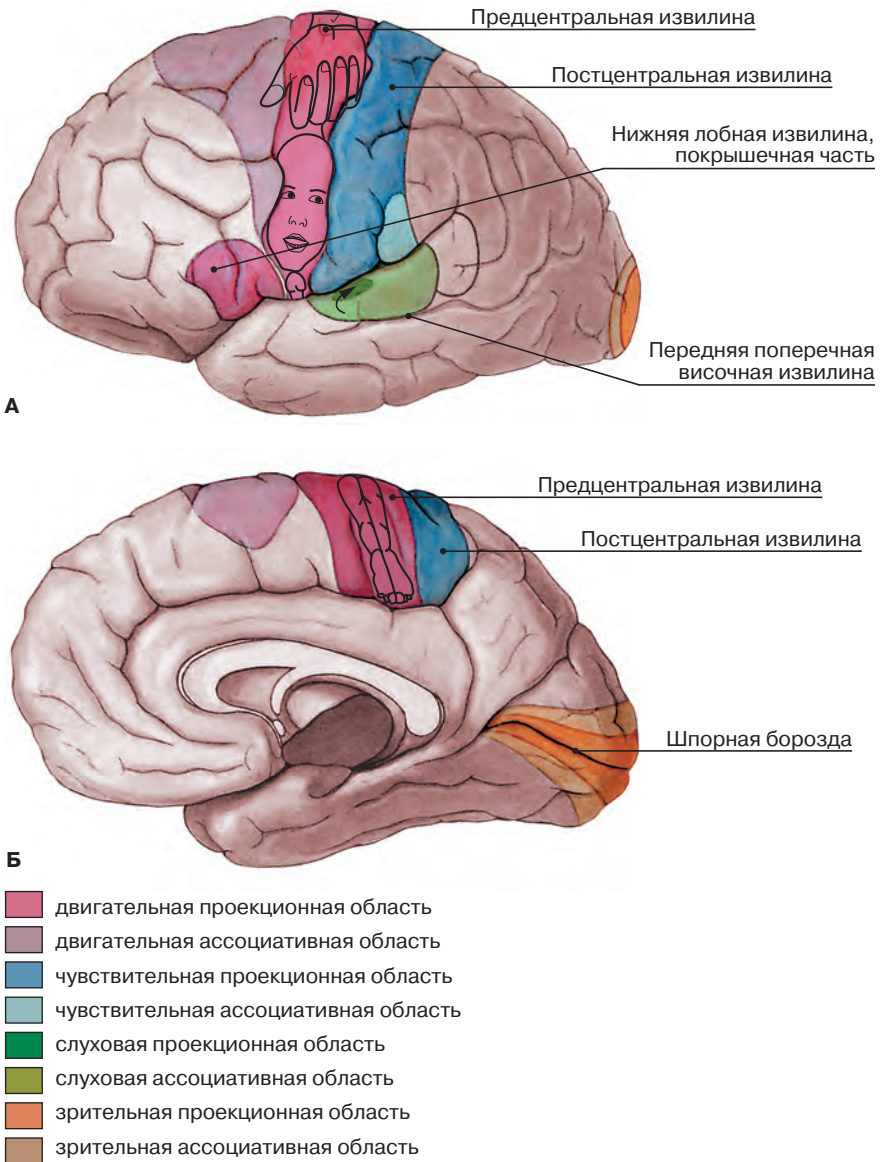 Предцентральная извилина
Постцентральная извилина
Нижняя лобная извилина,
покрышечная часть
Передняя поперечная
височная извилина
А
Предцентральная извилина
Постцентральная извилина
Шпорная борозда
Б
двигательная проекционная область
двигательная ассоциативная область
чувствительная проекционная область
чувствительная ассоциативная область
слуховая проекционная область
слуховая ассоциативная область
зрительная проекционная область
зрительная ассоциативная область